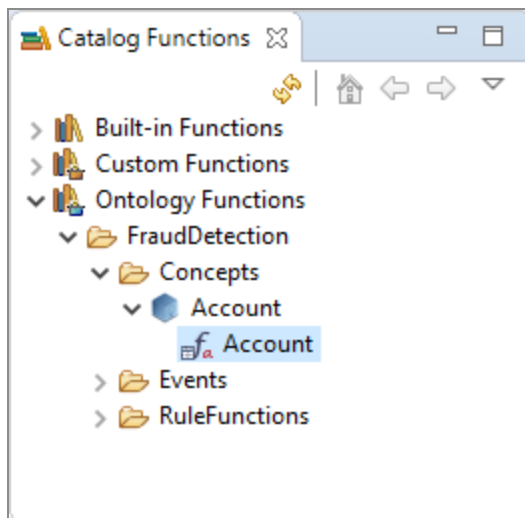 Catalog Functions
Built-in Functions
Custom Functions
Ontology Functions
FraudDetection
Concepts
Account
Account
Events
RuleFunctions